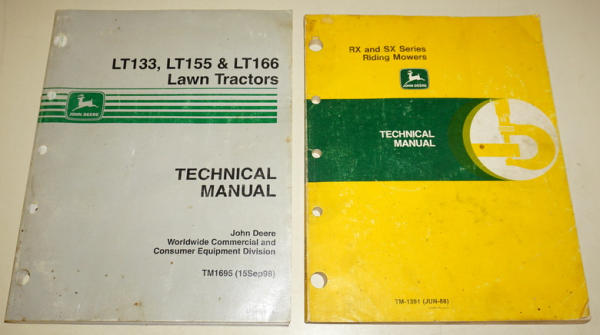 LT133, LT155 & LT166
Lawn Tractors
JOHN DEERE
TECHNICAL
MANUAL
John Deere
Worldwide Commercial and
Consumer Equipment Division
TM1695 (15Sep98)
RX and SX Series
Riding Mowers
JOHN DEERE
TECHNICAL
MANUAL
TM-1391 (JUN-88)